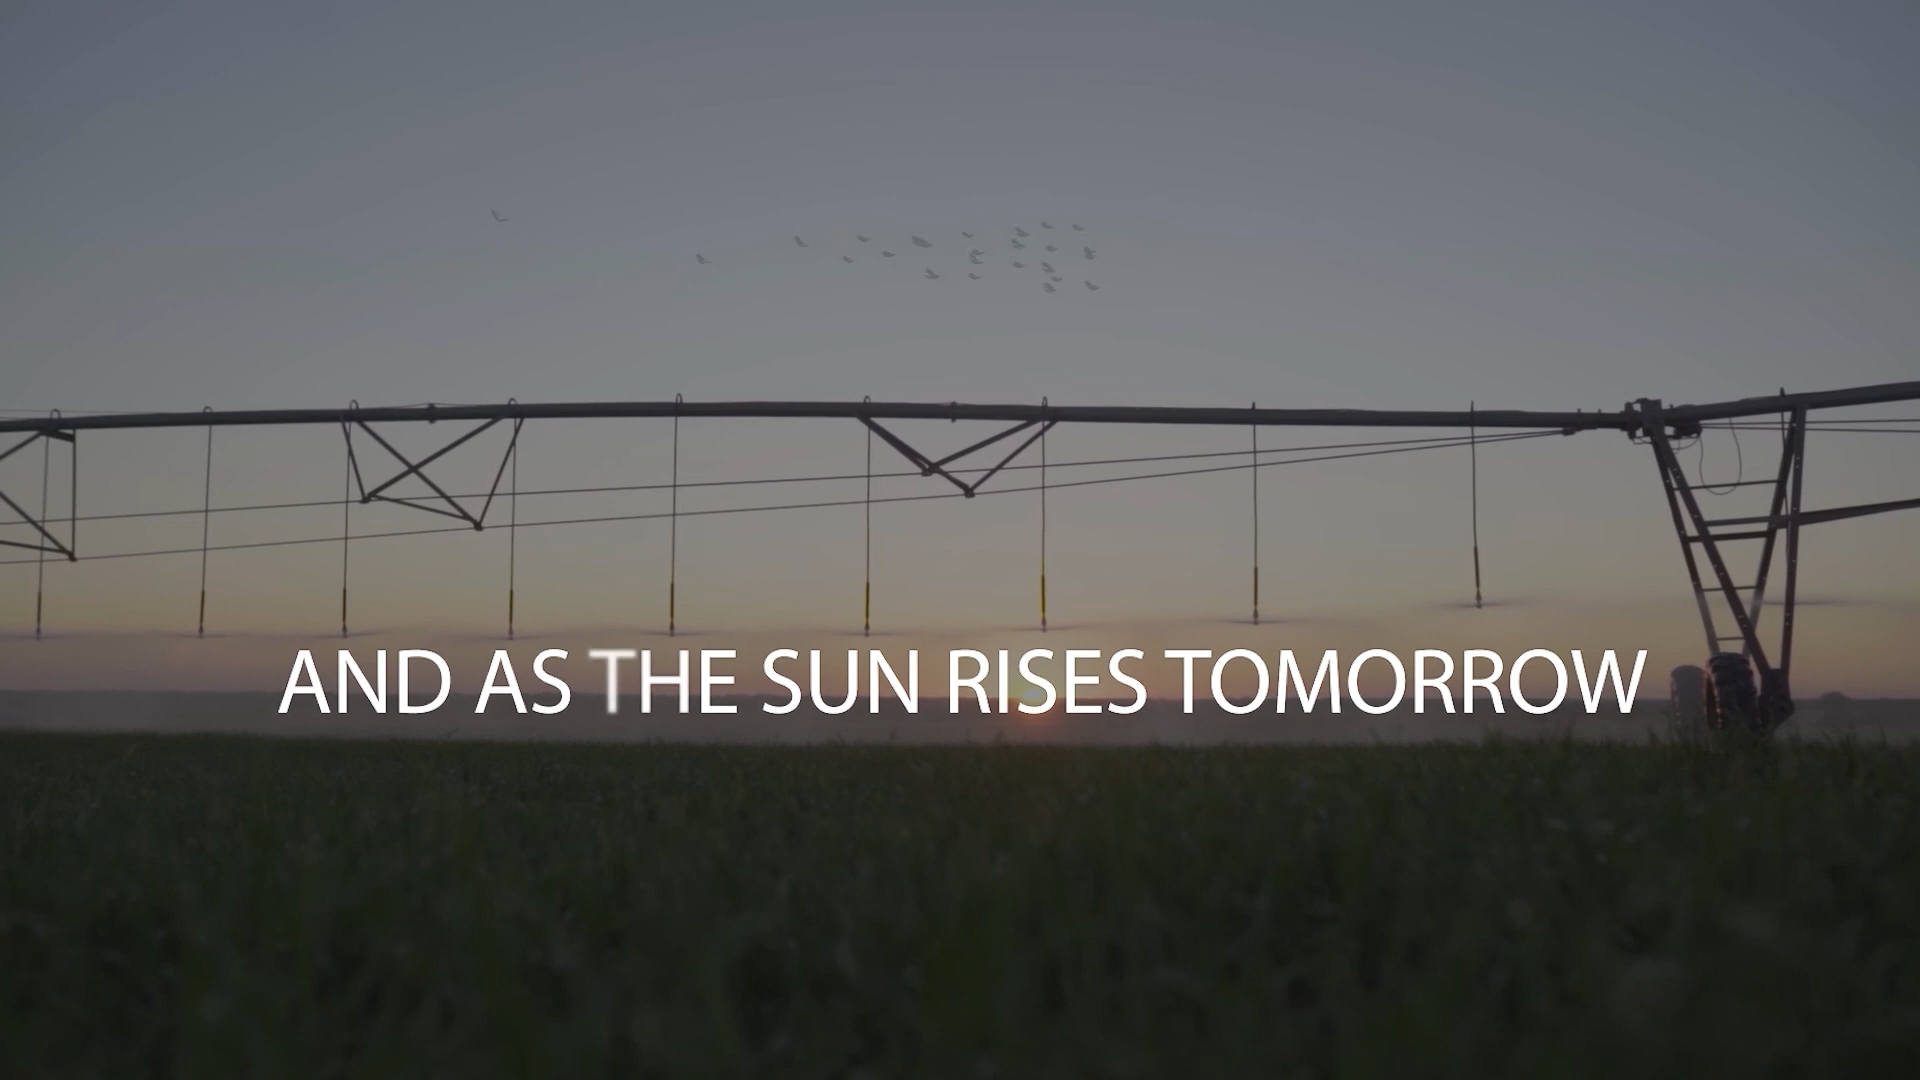 AND AS THE SUN RISES TOMORROW